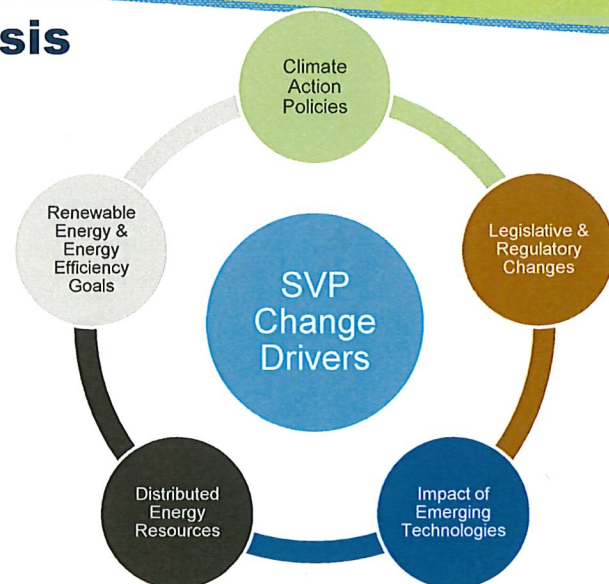 sis
Climate
Action
Policies
Renewable
Energy &
Energy
Efficiency
Goals
Legislative &
Regulatory
Changes
SVP
Change
Drivers
Distributed
Energy
Resources
Impact of
Emerging
Technologies